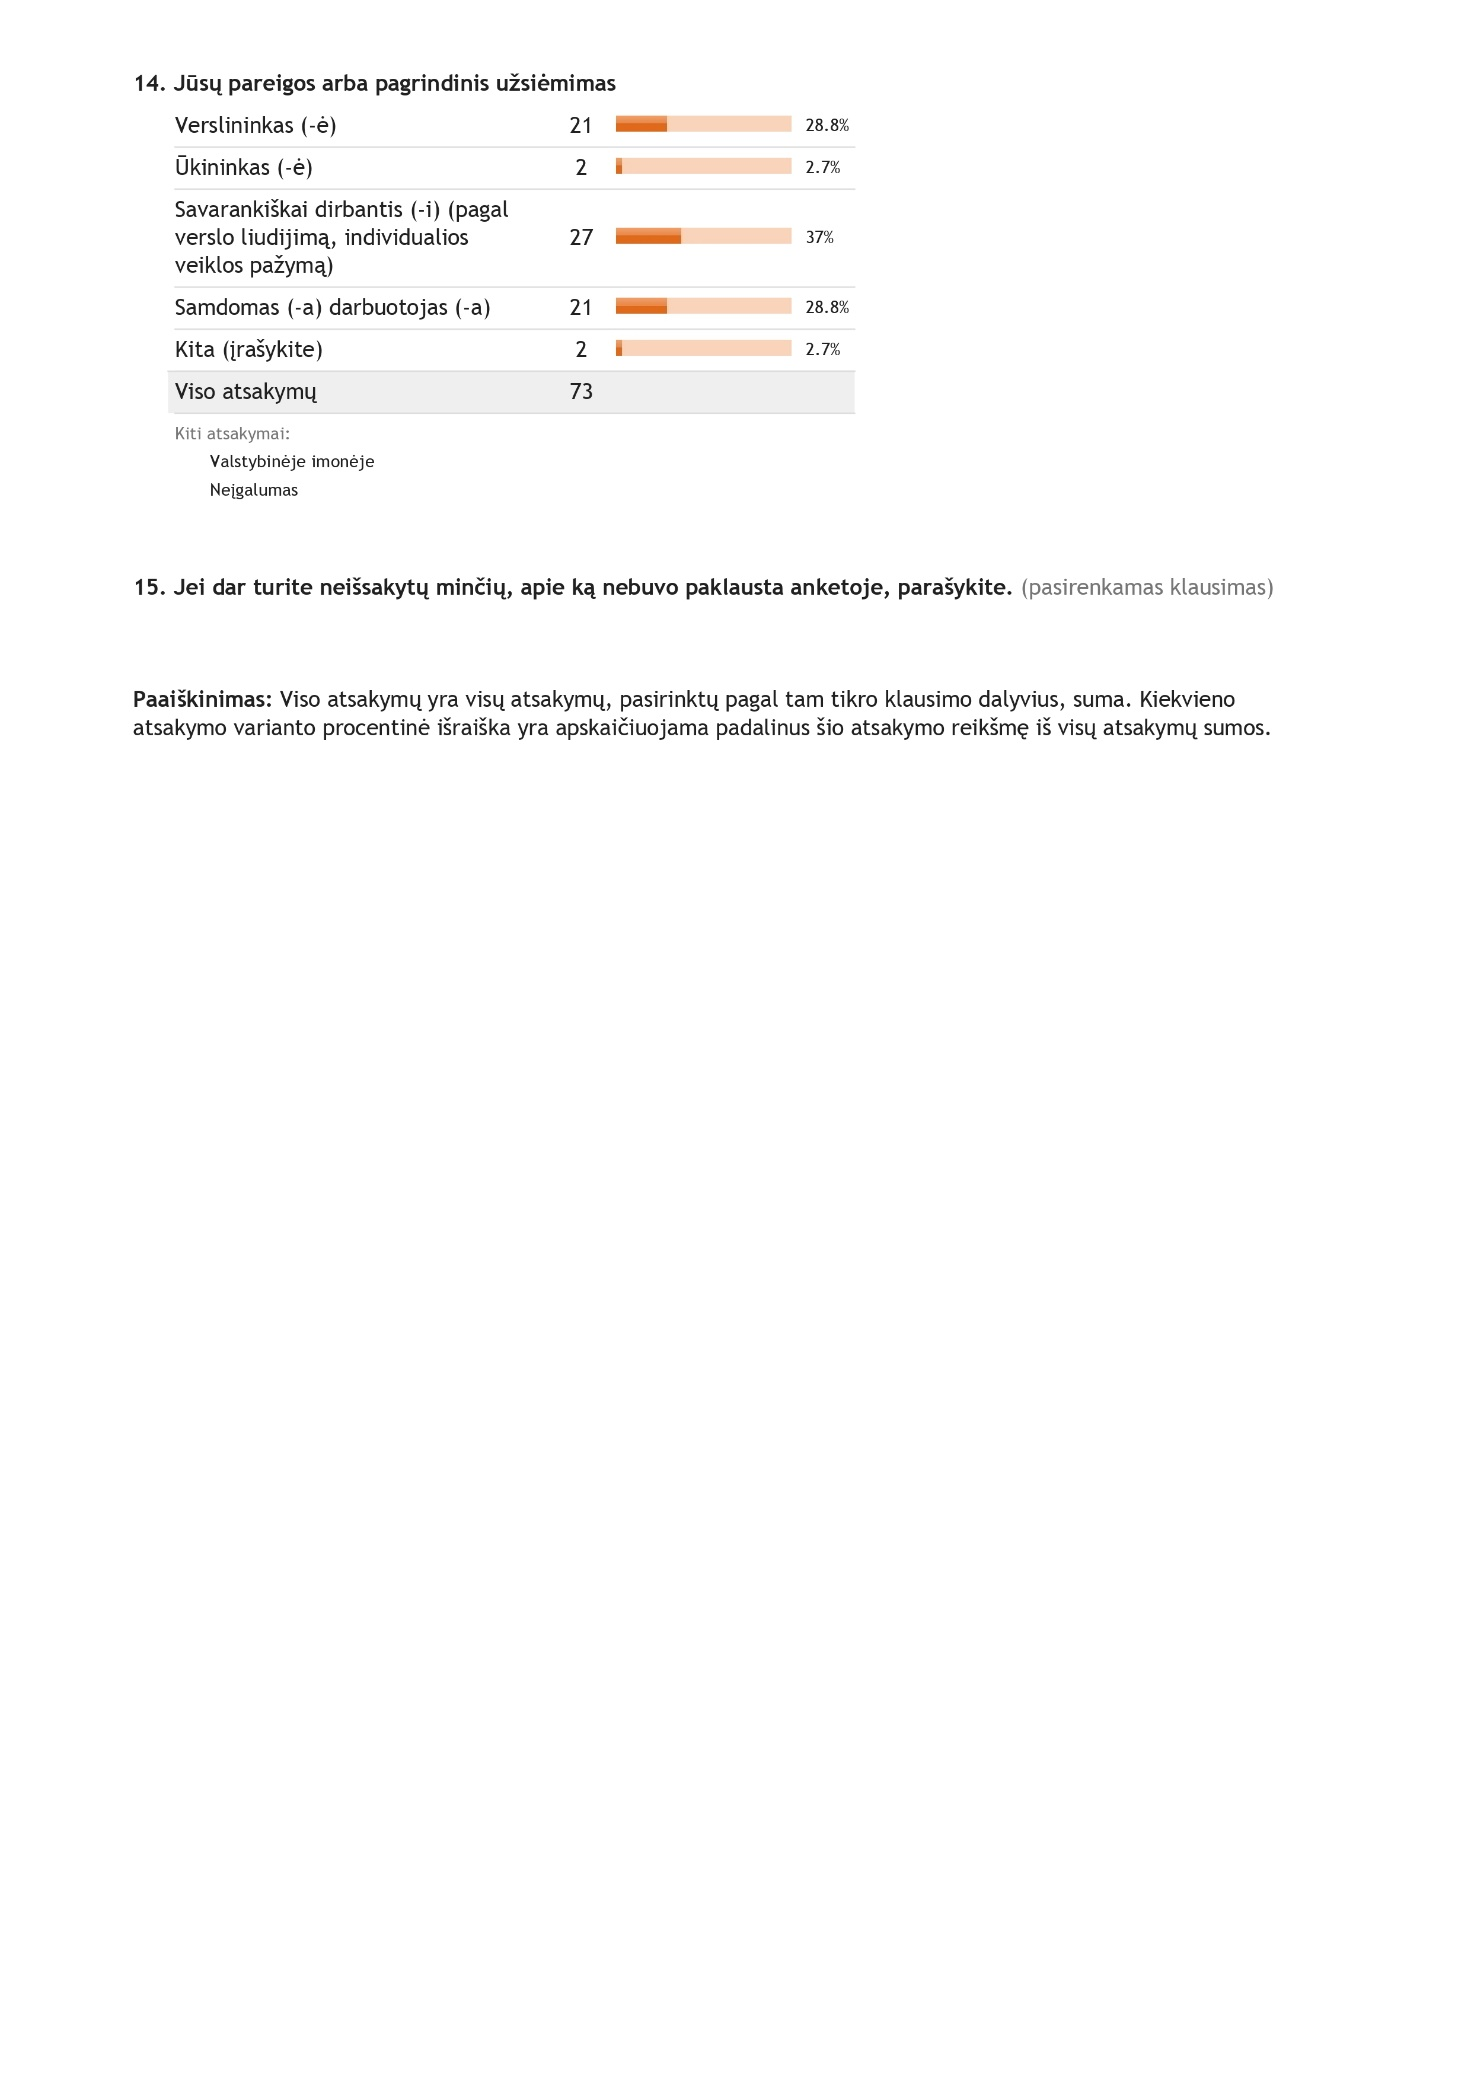 14. Jūsų pareigos arba pagrindinis užsiėmimas
Verslininkas (-ė) 21 28.8%
Ūkininkas (-ė) 2 2.7%
Savarankiškai dirbantis (-i) (pagal
verslo liudijimą, individualios 27 37%
veiklos pažymą)
Samdomas (-a) darbuotojas (-a) 21 28.8%
Kita (įrašykite) 2 2.7%
Viso atsakymų 73
Kiti atsakymai:
Valstybinėje imonėje
Neįgalumas
15. Jei dar turite neišsakytų minčių, apie ką nebuvo paklausta anketoje, parašykite. (pasirenkamas klausimas)
Paaiškinimas: Viso atsakymų yra visų atsakymų, pasirinktų pagal tam tikro klausimo dalyvius, suma. Kiekvieno
atsakymo varianto procentinė išraiška yra apskaičiuojama padalinus šio atsakymo reikšmę iš visų atsakymų sumos.